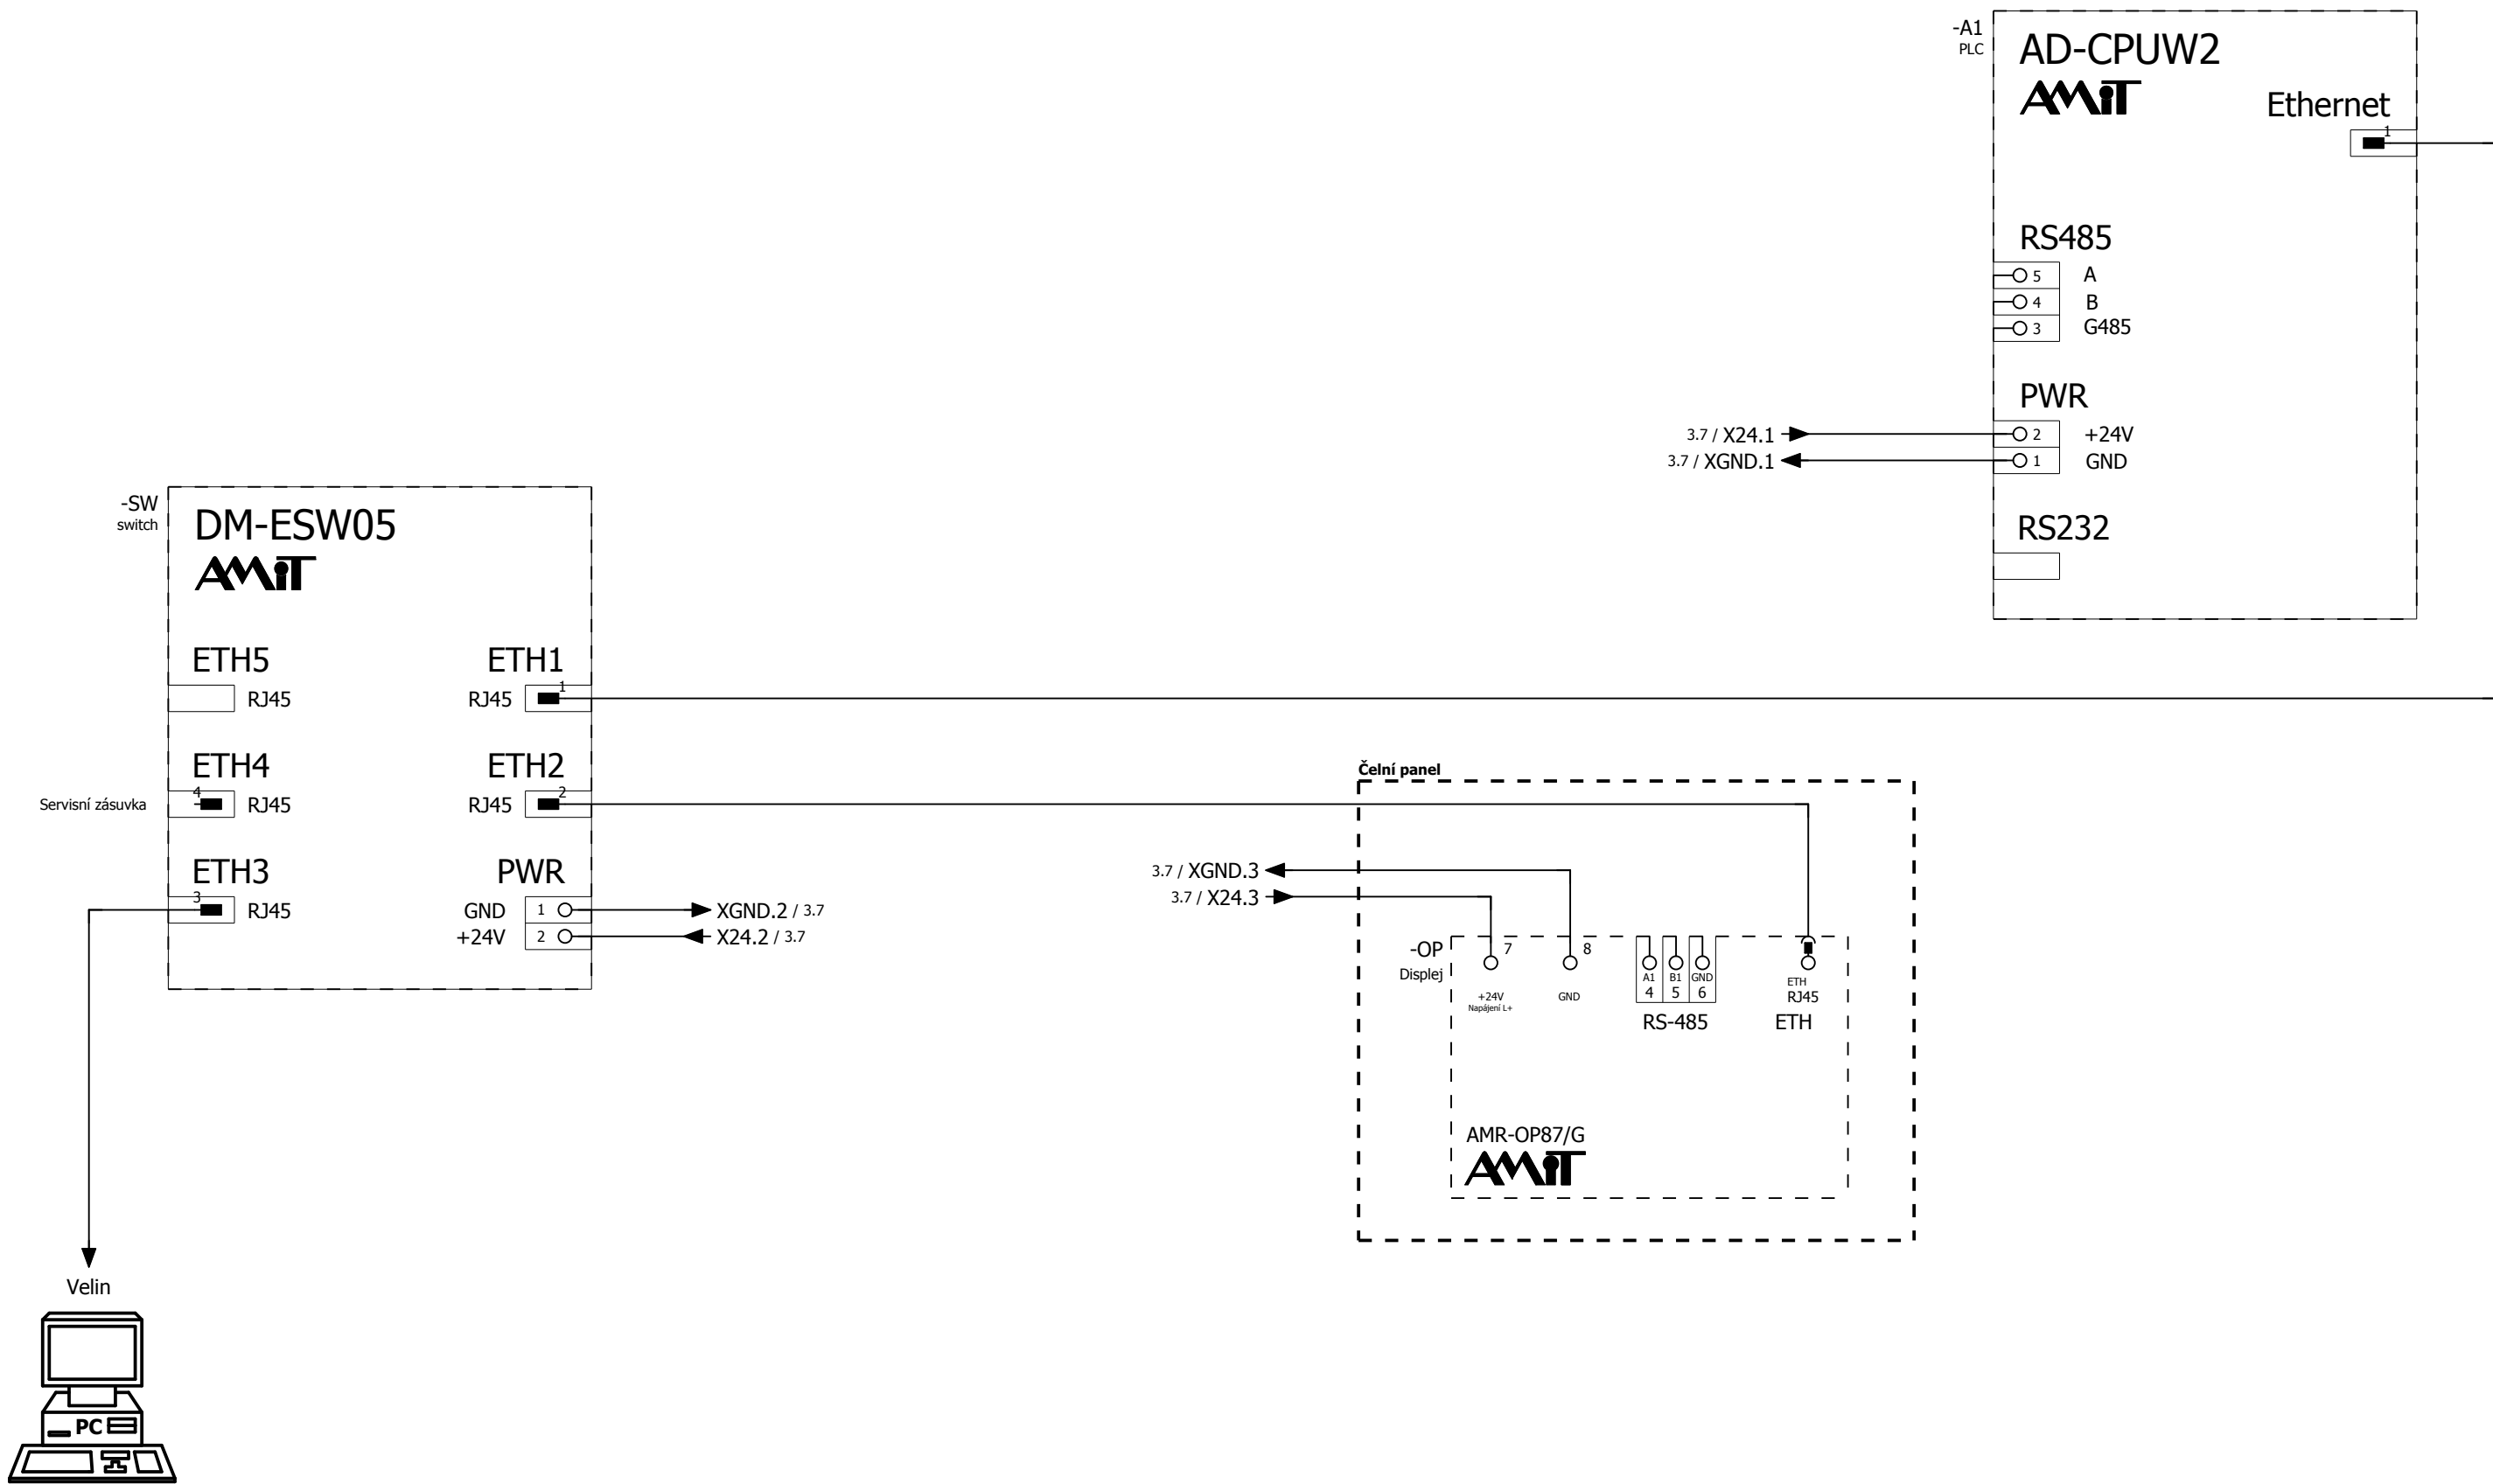 -A1
PLC
AD-CPUW2
AMiT
Ethernet
1
RS485
5 A
4 B
3 G485
PWR
3.7 / X24.1 2 +24V
3.7 / XGND.1 1 GND
RS232
-SW
switch
DM-ESW05
AMiT
ETH5 ETH1
RJ45 RJ45 1
ETH4 ETH2
Servisní zásuvka 4 RJ45 RJ45 2
ETH3 PWR
3 RJ45 GND 1 XGND.2 / 3.7
+24V 2 X24.2 / 3.7
Čelní panel
3.7 / XGND.3
3.7 / X24.3
-OP
Displej
7 8
+24V
Napájení L+
GND
A1 B1 GND
4 5 6
RS-485
ETH
RJ45
ETH
AMR-OP87/G
AMiT
Velin
PC